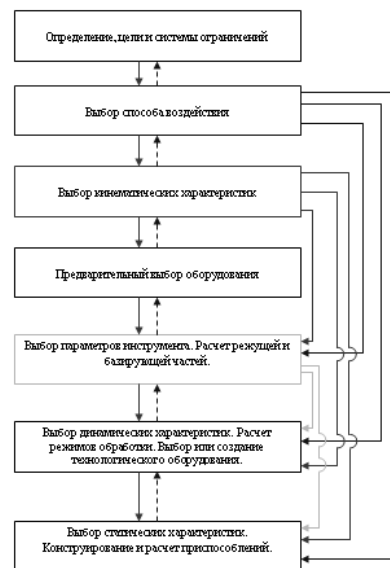 Определение, цели и системы ограничений
Выбор способа воздействия
Выбор кинематических характеристик
Предварительный выбор оборудования
Выбор параметров инструмента. Расчет режущей и
базирующей частей.
Выбор динамических характеристик. Расчет
режимов обработки. Выбор или создание
технологического оборудования.
Выбор статических характеристик.
Конструирование и расчет приспособлений.